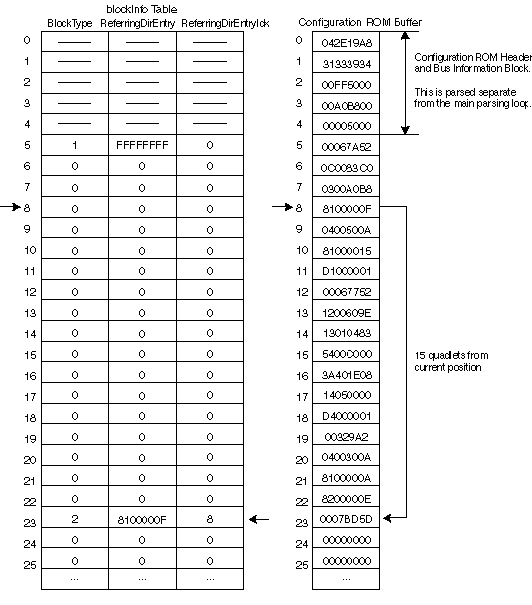 blockInfo Table
BlockType ReferringDirEntry ReferringDirEntryIck
0 —— —— ——
1 —— —— ——
2 —— —— ——
3 —— —— ——
4 —— —— ——
5 1 FFFFFFFF 0
6 0 0 0
7 0 0 0
8 0 0 0
9 0 0 0
10 0 0 0
11 0 0 0
12 0 0 0
13 0 0 0
14 0 0 0
15 0 0 0
16 0 0 0
17 0 0 0
18 0 0 0
19 0 0 0
20 0 0 0
21 0 0 0
22 0 0 0
23 2 8100000F 8
24 0 0 0
25 0 0 0
... ... ...
Configuration ROM Buffer
0 042E19A8
1 31333934
2 00FF5000
3 00A0B800
4 00005000
5 00067A52
6 0C0083C0
7 0300A0B8
8 8100000F
9 0400500A
10 81000015
11 D1000001
12 00067752
13 1200609E
14 13010483
15 5400C000
16 3A401E08
17 14050000
18 D4000001
19 00329A2
20 0400300A
21 8100000A
22 8200000E
23 0007BD5D
24 00000000
25 00000000
...
Configuration ROM Header
and Bus Information Block.
This is parsed separate
from the main parsing loop.
15 quadlets from
current position